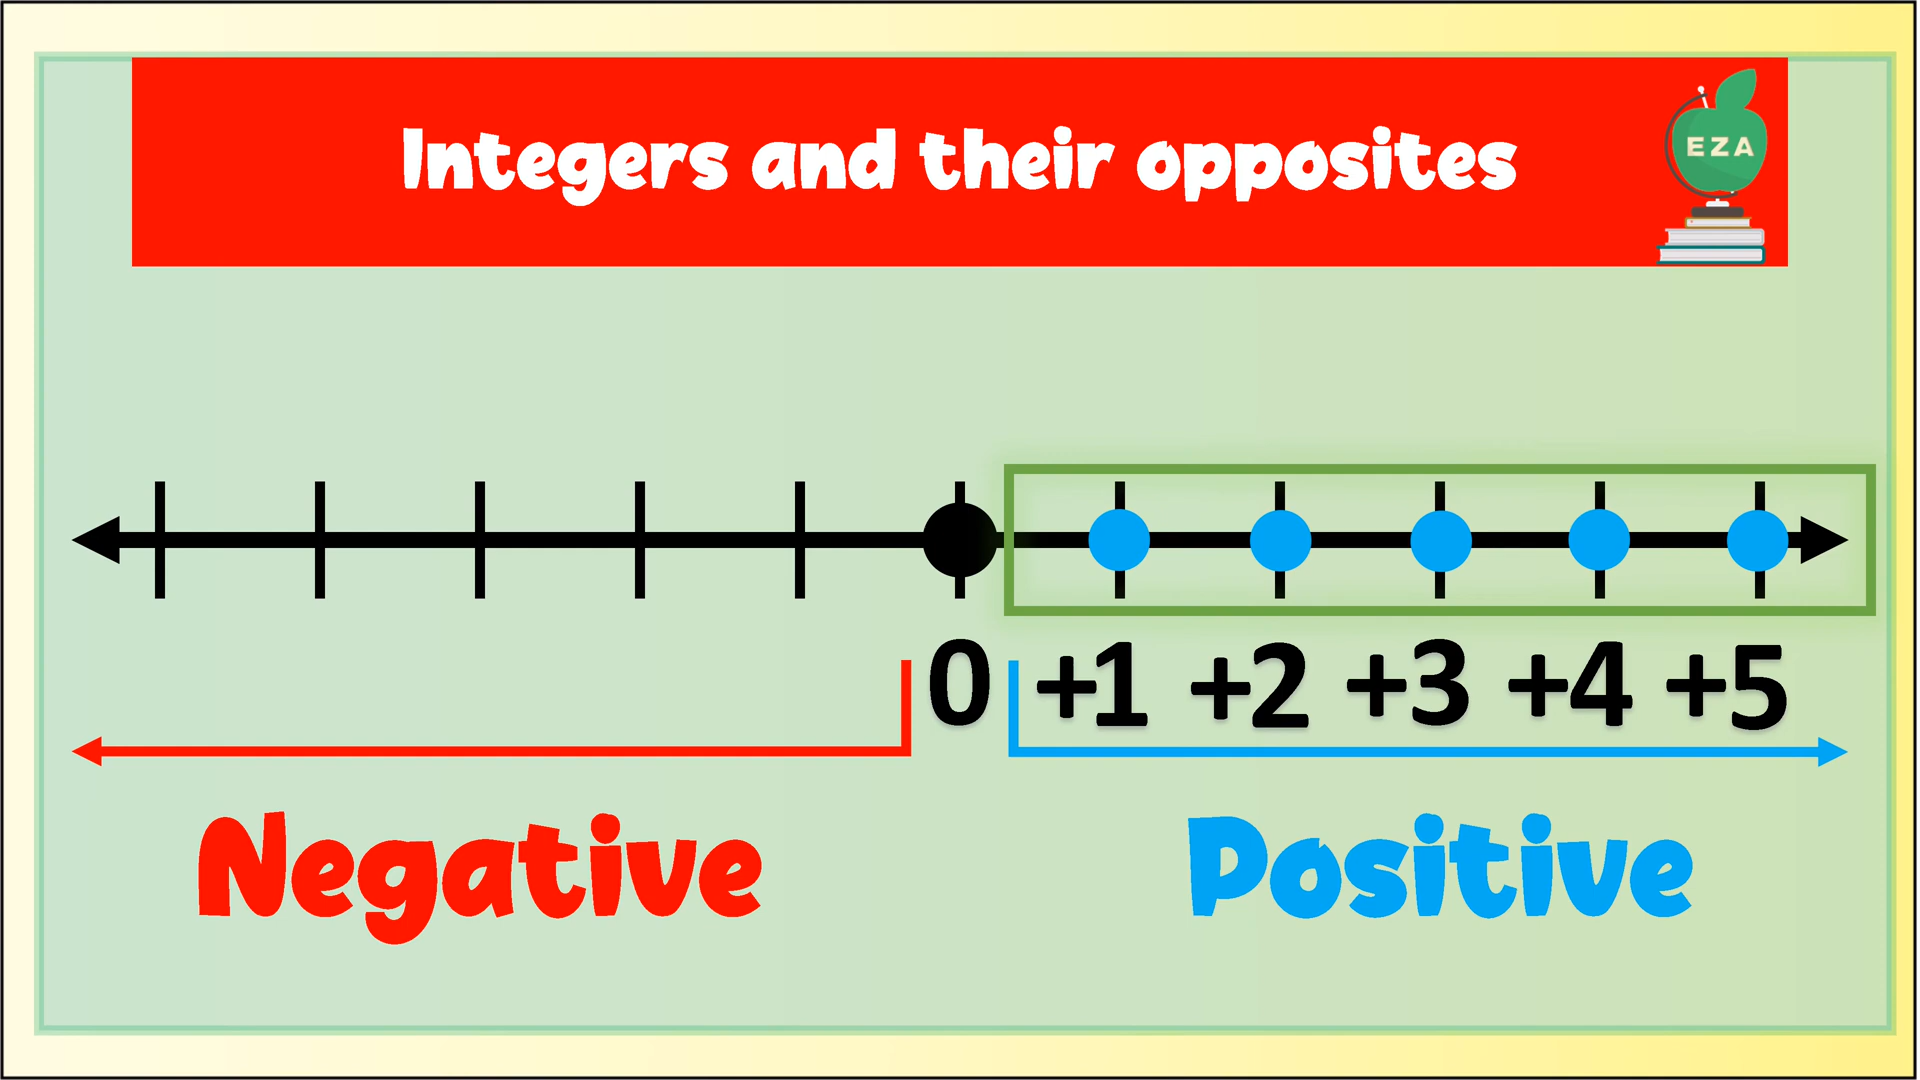 Integers and their opposites
EZA
0 +1 +2 +3 +4 +5
Negative
Positive